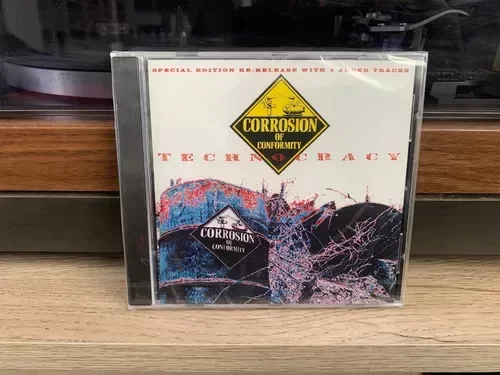 SPECIAL EDITION RE-RELEASE WITH 4 ADDED TRACKS
CORROSION
OF
CONFORMITY
TECHNOCRACY
CORROSION
OF
CONFORMITY